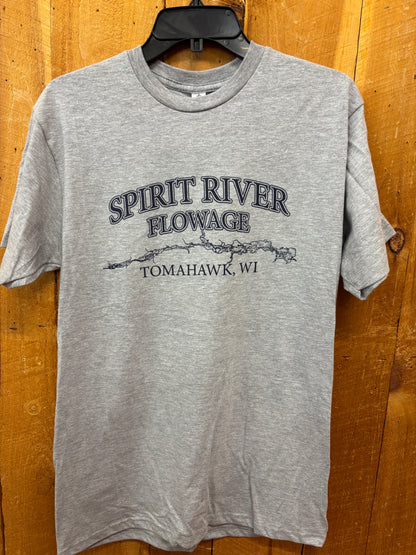 SPIRIT RIVER
FLOWAGE
TOMAHAWK, WI